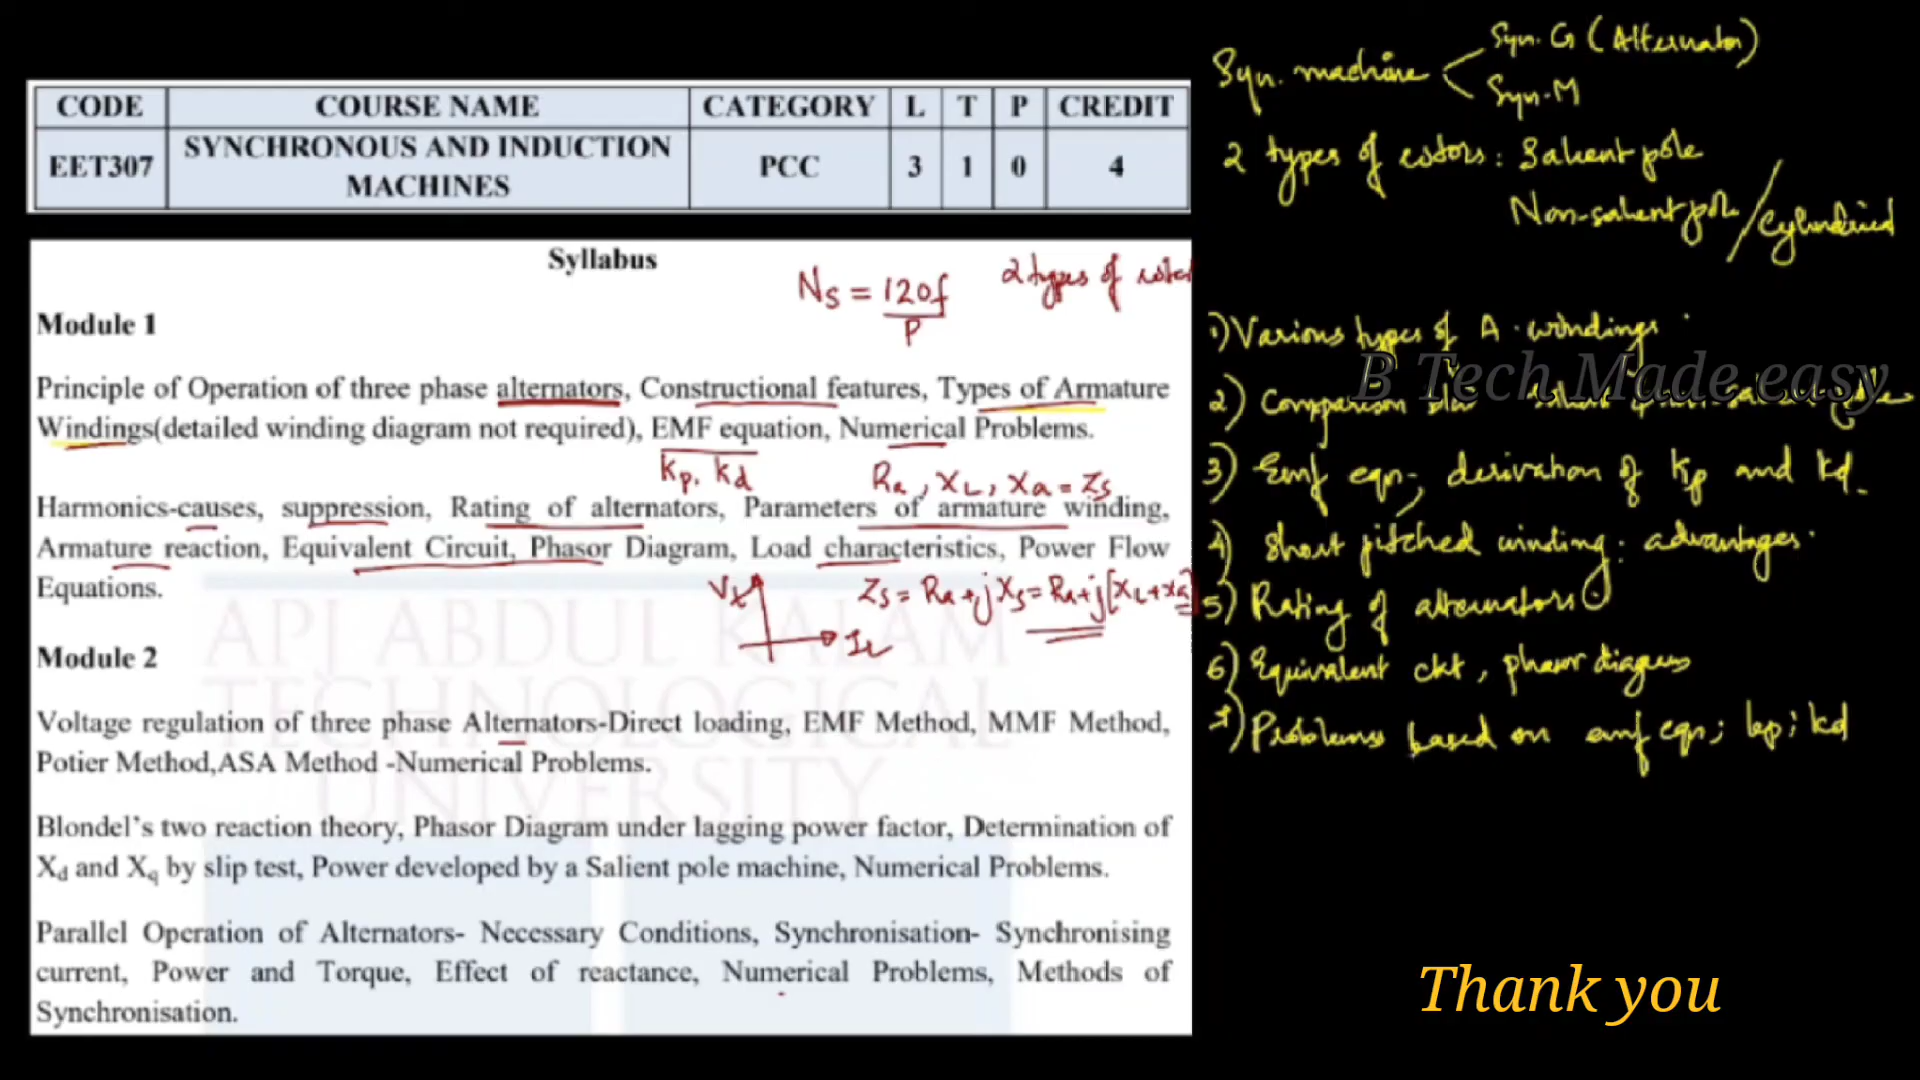 CODE COURSE NAME CATEGORY L T P CREDIT
EET307 SYNCHRONOUS AND INDUCTION MACHINES PCC 3 1 0 4
Syllabus
Ns = 120f
P
2 types of
Module 1
Principle of Operation of three phase alternators, Constructional features, Types of Armature
Windings(detailed winding diagram not required), EMF equation, Numerical Problems.
Kp, Kd
Ra, XL, Xa = Zs
Harmonics-causes, suppression, Rating of alternators, Parameters of armature winding,
Armature reaction, Equivalent Circuit, Phasor Diagram, Load characteristics, Power Flow
Equations.
Zs = Ra + j Xs = Ra + j[XL + Xa]
APJ ABDUL KALAM
TECHNOLOGICAL
UNIVERSITY
Module 2
Voltage regulation of three phase Alternators-Direct loading, EMF Method, MMF Method,
Potier Method,ASA Method -Numerical Problems.
Blondel's two reaction theory, Phasor Diagram under lagging power factor, Determination of
Xd and Xq by slip test, Power developed by a Salient pole machine, Numerical Problems.
Parallel Operation of Alternators- Necessary Conditions, Synchronisation- Synchronising
current, Power and Torque, Effect of reactance, Numerical Problems, Methods of
Synchronisation.
Syn. machine
Syn. G (Alternator)
Syn. M
2 types of rotors: Salient pole
Non-salient pole / Cylindrical
1) Various types of A. windings
B Tech Made easy
2) Comparison
3) Emf eqn; derivation of Kp and Kd.
4) Short pitched winding: advantages.
5) Rating of alternators
6) Equivalent ckt, phasor diagrams
7) Problems based on emf eqn; kp; kd
Thank you